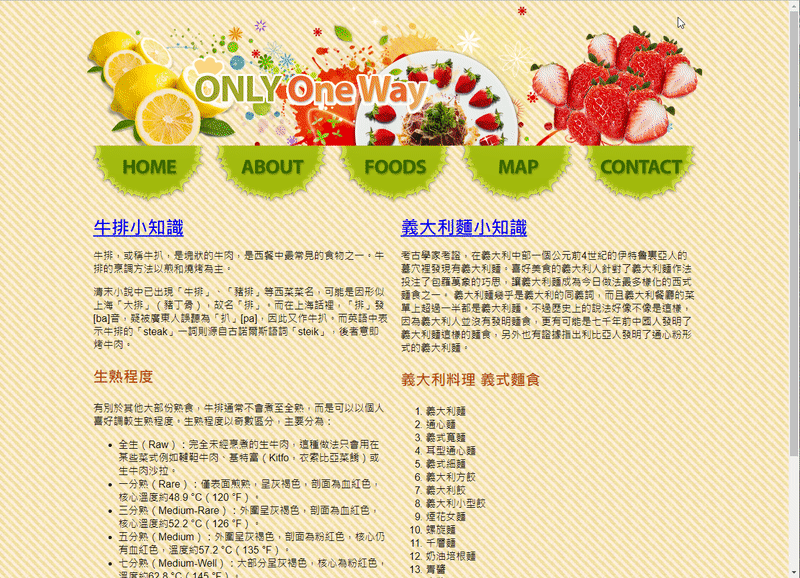 ONLY One Way
HOME ABOUT FOODS MAP CONTACT
牛排小知識
牛排，或稱牛扒，是塊狀的牛肉，是西餐中最常見的食物之一。牛
排的烹調方法以煎和燒烤為主。
清末小說中已出現「牛排」、「豬排」等西菜菜名，可能是因形似
上海「大排」（豬丁骨），故名「排」。而在上海話裡，「排」發
[ba]音，疑被廣東人誤聽為「扒」[pa]，因此又作牛扒。而英語中表
示牛排的「steak」一詞則源自古諾爾斯語詞「steik」，後者意即
烤牛肉。
生熟程度
有別於其他大部份熟食，牛排通常不會煮至全熟，而是可以以個人
喜好調較生熟程度。生熟程度以奇數區分，主要分為：
• 全生（Raw）：完全未經烹煮的生牛肉，這種做法只會用在
某些菜式例如韃靼牛肉、基特富（Kitfo，衣索比亞菜餚）或
生牛肉沙拉。
• 一分熟（Rare）：僅表面煎熟，呈灰褐色，剖面為血紅色，
核心溫度約48.9 °C（120 °F）。
• 三分熟（Medium-Rare）：外圍呈灰褐色，剖面為血紅色，核
心溫度約52.2 °C（126 °F）。
• 五分熟（Medium）：外圍呈灰褐色，剖面為粉紅色，核心仍
有血紅色，溫度約57.2 °C（135 °F）。
• 七分熟（Medium-Well）：大部分呈灰褐色，核心為粉紅色，
溫度約62.8 °C（145 °F）。
義大利麵小知識
考古學家考證，在義大利中部一個公元前4世紀的伊特魯裏亞人的
墓穴裡發現有義大利麵。喜好美食的義大利人針對了義大利麵作法
投注了包羅萬象的巧思，讓義大利麵成為今日做法最多樣化的西式
麵食之一。 義大利麵幾乎是義大利的同義詞，而且義大利餐廳的菜
單上超過一半都是義大利麵。不過歷史上的說法好像不像是這樣，
因為義大利人並沒有發明麵食，更有可能是七千年前中國人發明了
義大利麵這樣的麵食，另外也有證據指出利比亞人發明了通心粉形
式的義大利麵。
義大利料理 義式麵食
1. 義大利麵
2. 通心麵
3. 義式寬麵
4. 耳型通心麵
5. 義式細麵
6. 義大利方餃
7. 義大利餃
8. 義大利小型餃
9. 煙花女麵
10. 螺旋麵
11. 千層麵
12. 奶油培根麵
13. 青醬